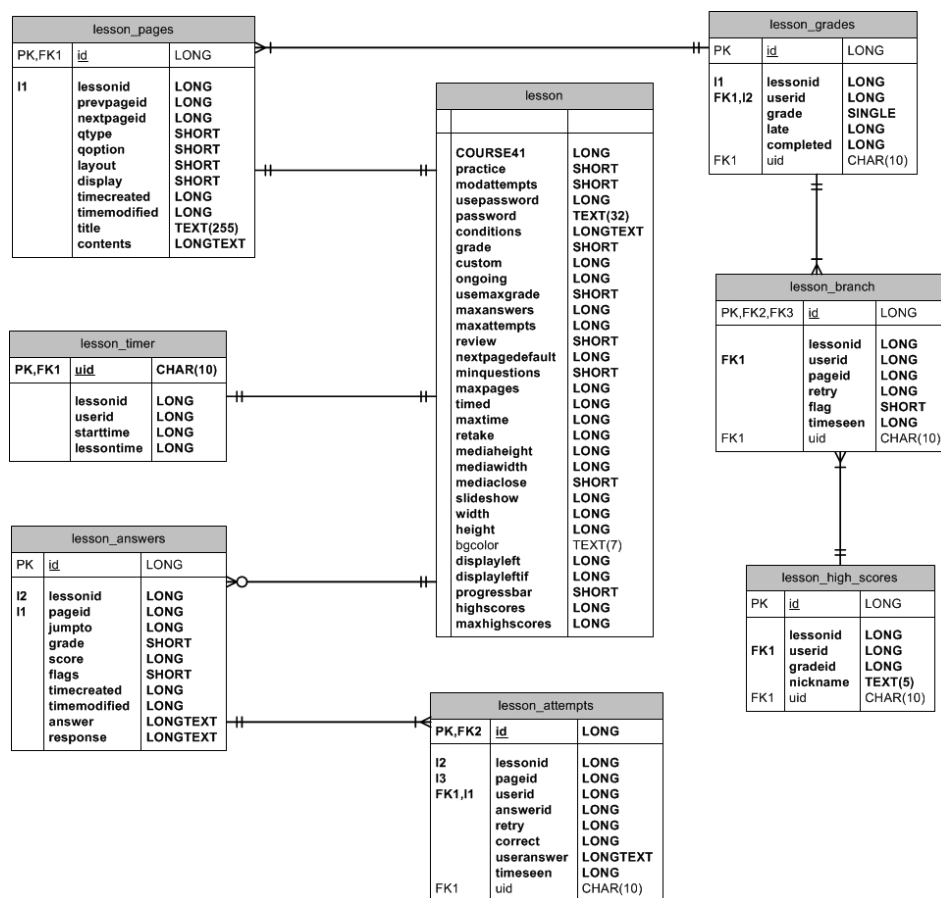 lesson_pages
PK,FK1 id LONG
I1 lessonid LONG
prevpageid LONG
nextpageid LONG
qtype SHORT
qoption SHORT
layout SHORT
display SHORT
timecreated LONG
timemodified LONG
title TEXT(255)
contents LONGTEXT
lesson_timer
PK,FK1 uid CHAR(10)
lessonid LONG
userid LONG
starttime LONG
lessontime LONG
lesson_answers
PK id LONG
I2 lessonid LONG
I1 pageid LONG
jumpto LONG
grade SHORT
score LONG
flags SHORT
timecreated LONG
timemodified LONG
answer LONGTEXT
response LONGTEXT
lesson
COURSE41 LONG
practice SHORT
modattempts SHORT
usepassword LONG
password TEXT(32)
conditions LONGTEXT
grade SHORT
custom LONG
ongoing LONG
usemaxgrade SHORT
maxanswers LONG
maxattempts LONG
review SHORT
nextpagedefault LONG
minquestions SHORT
maxpages LONG
timed LONG
maxtime LONG
retake LONG
mediaheight LONG
mediawidth LONG
mediaclose SHORT
slideshow LONG
width LONG
height LONG
bgcolor TEXT(7)
displayleft LONG
displayleftif LONG
progressbar SHORT
highscores LONG
maxhighscores LONG
lesson_attempts
PK,FK2 id LONG
I2 lessonid LONG
I3 pageid LONG
FK1,I1 userid LONG
answerid LONG
retry LONG
correct LONG
useranswer LONGTEXT
timeseen LONG
FK1 uid CHAR(10)
lesson_grades
PK id LONG
I1 lessonid LONG
FK1,I2 userid LONG
grade SINGLE
late LONG
completed LONG
FK1 uid CHAR(10)
lesson_branch
PK,FK2,FK3 id LONG
lessonid LONG
FK1 userid LONG
pageid LONG
retry LONG
flag SHORT
timeseen LONG
FK1 uid CHAR(10)
lesson_high_scores
PK id LONG
lessonid LONG
FK1 userid LONG
gradeid LONG
nickname TEXT(5)
FK1 uid CHAR(10)